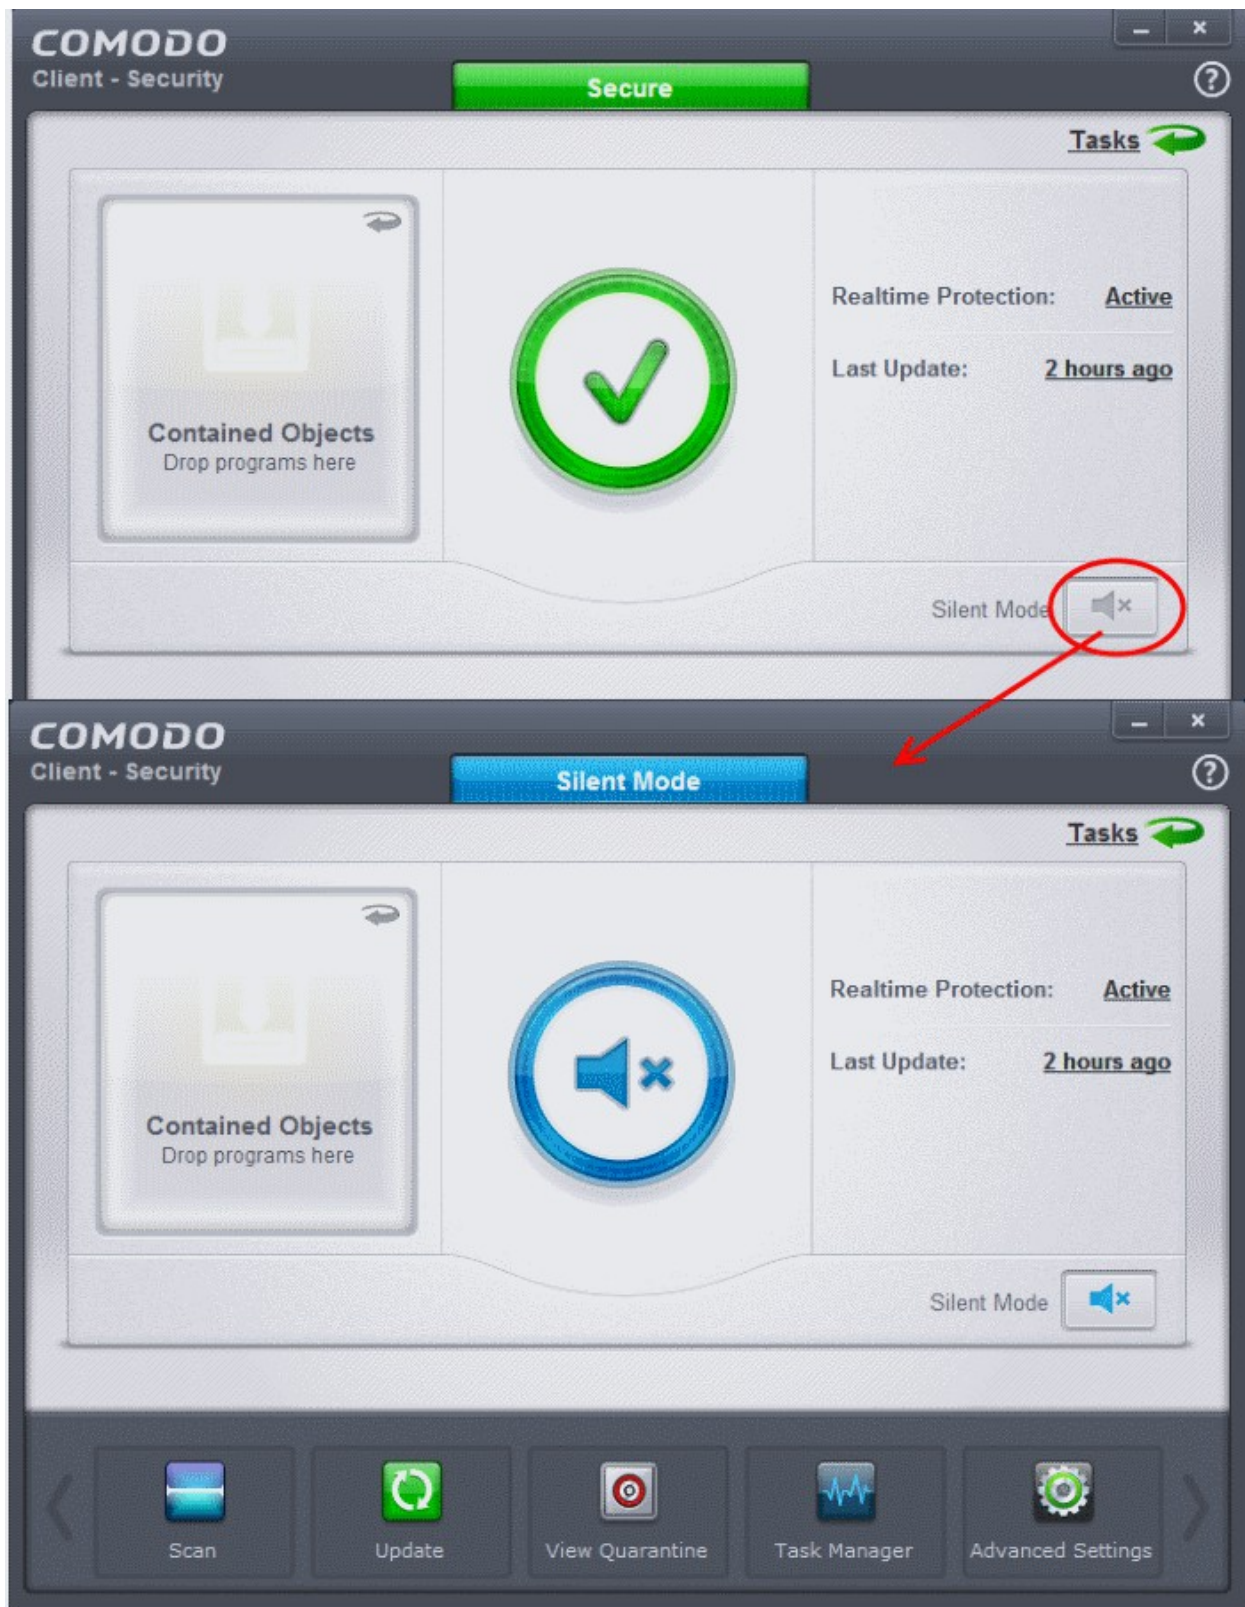 COMODO
Client - Security
Secure
Tasks
Realtime Protection: Active
Last Update: 2 hours ago
Contained Objects
Drop programs here
Silent Mode
COMODO
Client - Security
Silent Mode
Tasks
Realtime Protection: Active
Last Update: 2 hours ago
Contained Objects
Drop programs here
Silent Mode
Scan
Update
View Quarantine
Task Manager
Advanced Settings